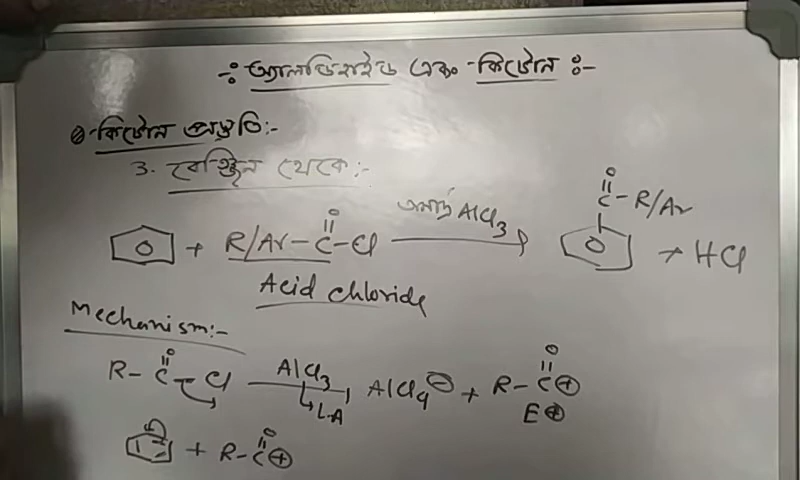 -: অ্যালডিহাইড এবং কিটোন :-
কিটোন প্রস্তুতি:-
3. বেঞ্জিন থেকে:-
+ R/Ar-C(=O)-Cl অনার্দ্র AlCl3 C(=O)-R/Ar + HCl
Acid chloride
Mechanism:-
R-C(=O)-Cl AlCl3 AlCl4⊖ + R-C(=O)⊕
L.A E⊕
+ R-C(=O)⊕